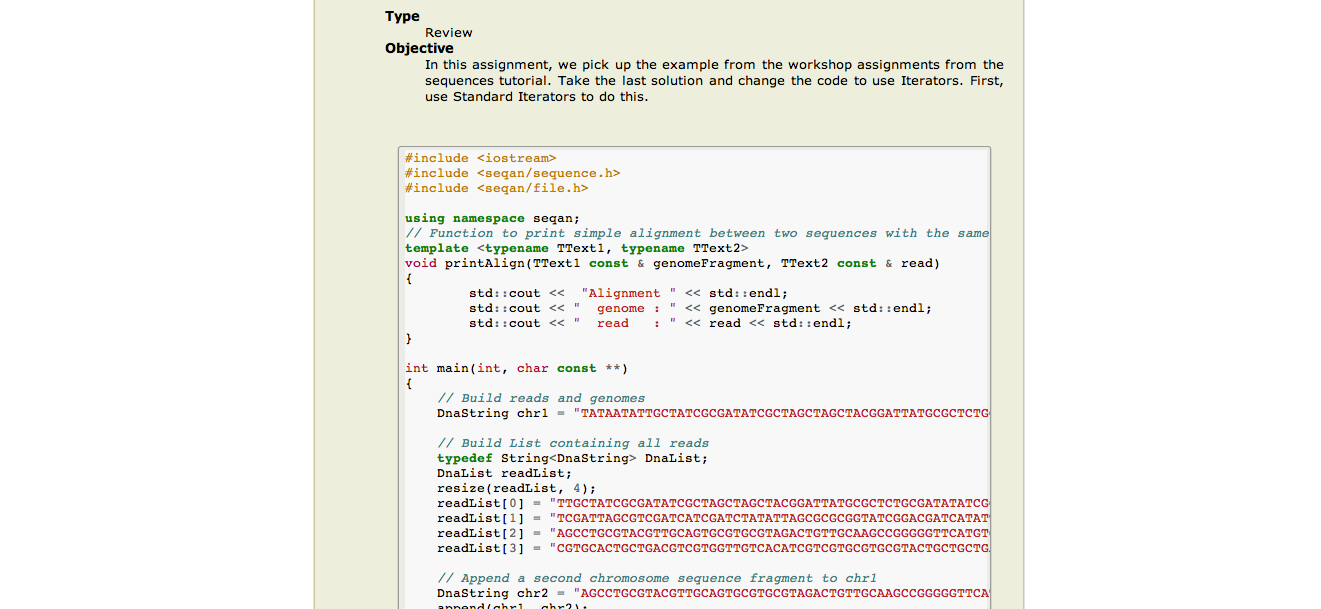 Type
Review
Objective
In this assignment, we pick up the example from the workshop assignments from the
sequences tutorial. Take the last solution and change the code to use Iterators. First,
use Standard Iterators to do this.
#include <iostream>
#include <seqan/sequence.h>
#include <seqan/file.h>
using namespace seqan;
// Function to print simple alignment between two sequences with the same
template <typename TText1, typename TText2>
void printAlign(TText1 const & genomeFragment, TText2 const & read)
{
std::cout <<  "Alignment " << std::endl;
std::cout << "  genome : " << genomeFragment << std::endl;
std::cout << "  read   : " << read << std::endl;
}
int main(int, char const **)
{
// Build reads and genomes
DnaString chr1 = "TATAATATTGCTATCGCGATATCGCTAGCTAGCTACGGATTATGCGCTCTG
// Build List containing all reads
typedef String<DnaString> DnaList;
DnaList readList;
resize(readList, 4);
readList[0] = "TTGCTATCGCGATATCGCTAGCTAGCTACGGATTATGCGCTCTGCGATATATCG
readList[1] = "TCGATTAGCGTCGATCATCGATCTATATTAGCGCGCGGTATCGGACGATCATAT
readList[2] = "AGCCTGCGTACGTTGCAGTGCGTGCGTAGACTGTTGCAAGCCGGGGGTTCATGT
readList[3] = "CGTGCACTGCTGACGTCGTGGTTGTCACATCGTCGTGCGTGCGTACTGCTGCTG
// Append a second chromosome sequence fragment to chr1
DnaString chr2 = "AGCCTGCGTACGTTGCAGTGCGTGCGTAGACTGTTGCAAGCCGGGGGTTCA
append(chr1, chr2);